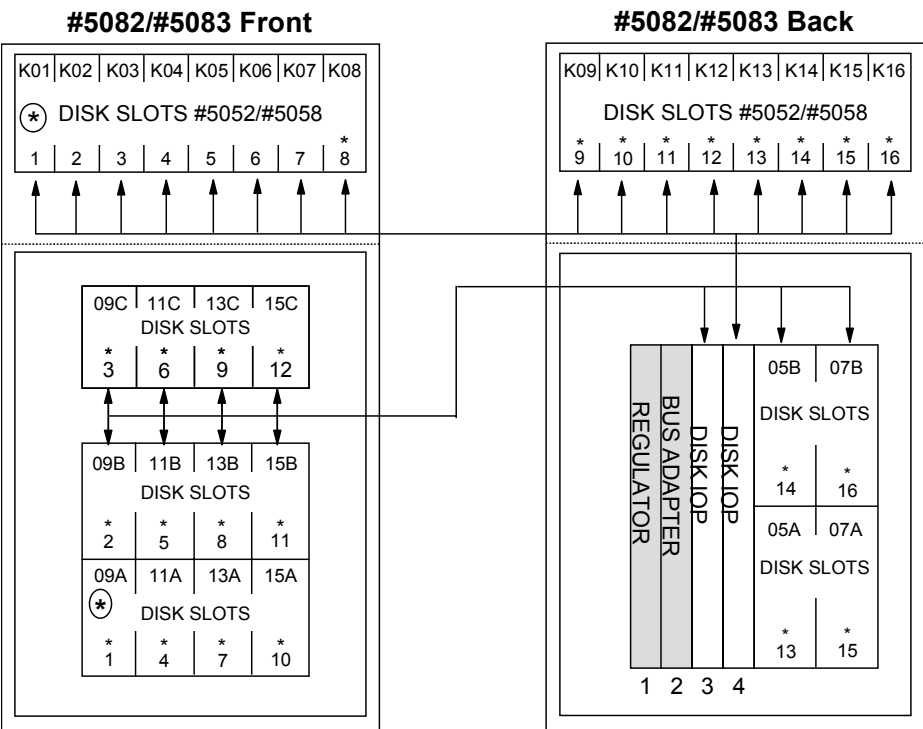 #5082/#5083 Front
K01 K02 K03 K04 K05 K06 K07 K08
* DISK SLOTS #5052/#5058
*
1 2 3 4 5 6 7 8
09C 11C 13C 15C
DISK SLOTS
* * * *
3 6 9 12
09B 11B 13B 15B
DISK SLOTS
* * * *
2 5 8 11
09A 11A 13A 15A
*
DISK SLOTS
* * * *
1 4 7 10
#5082/#5083 Back
K09 K10 K11 K12 K13 K14 K15 K16
DISK SLOTS #5052/#5058
* * * * * * * *
9 10 11 12 13 14 15 16
REGULATOR
BUS ADAPTER
DISK IOP
DISK IOP
05B 07B
DISK SLOTS
* *
14 16
05A 07A
DISK SLOTS
* *
13 15
1 2 3 4